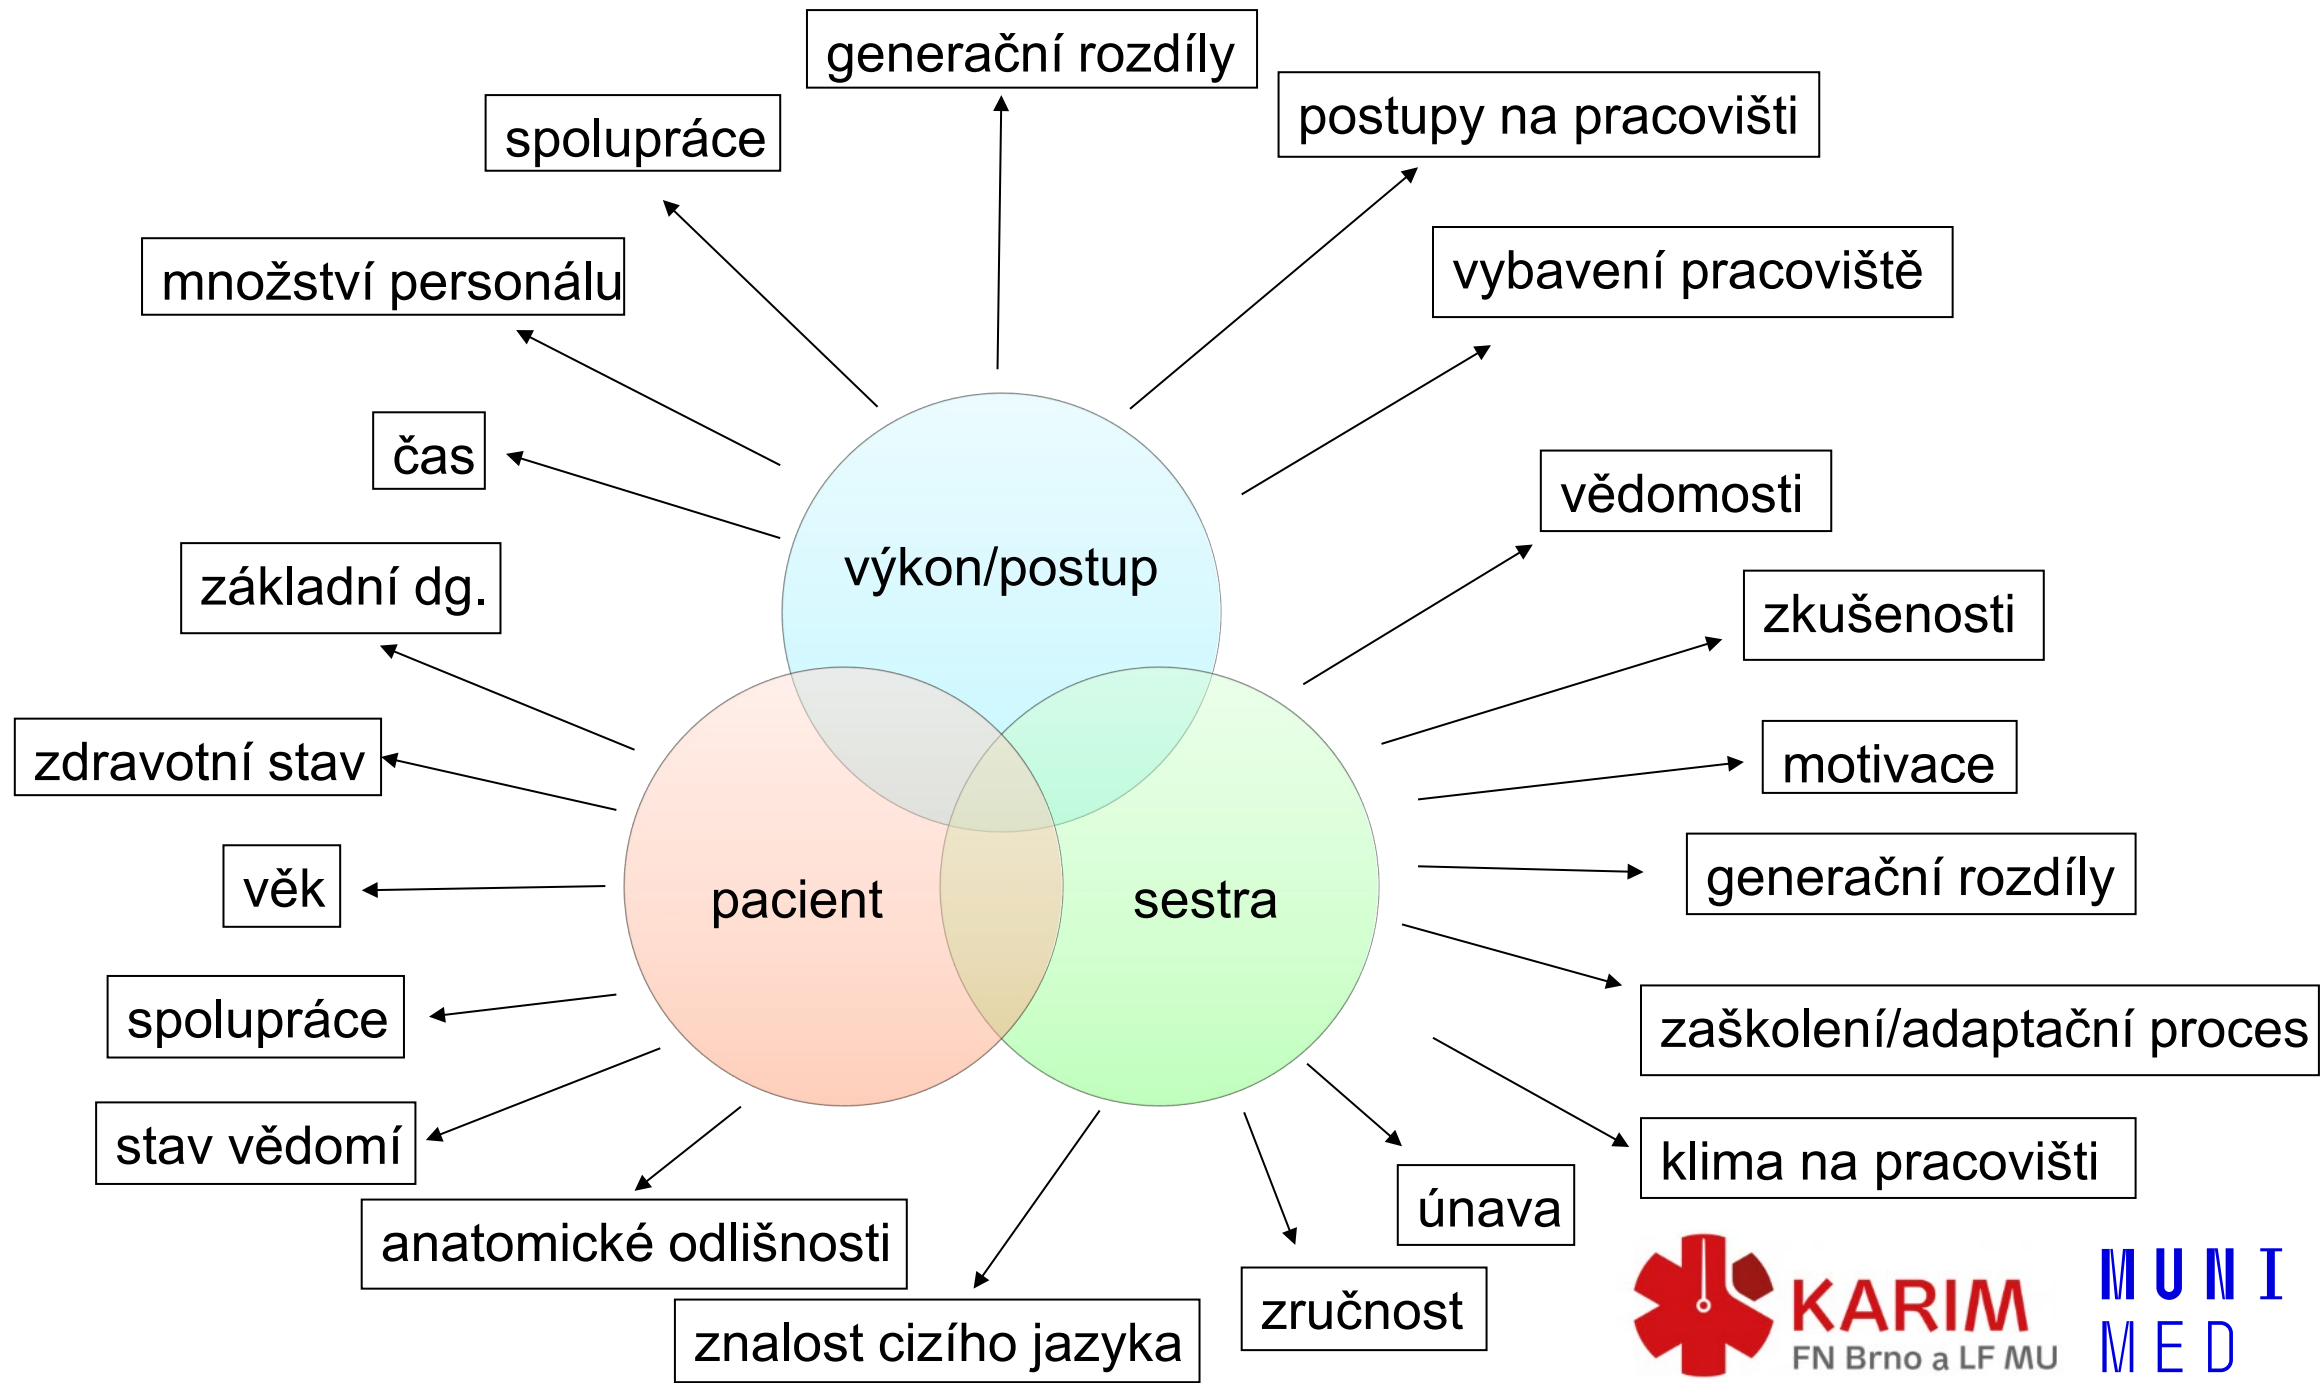 generační rozdíly
postupy na pracovišti
spolupráce
množství personálu
vybavení pracoviště
čas
vědomosti
výkon/postup
základní dg.
zkušenosti
zdravotní stav
motivace
věk
pacient
sestra
generační rozdíly
spolupráce
zaškolení/adaptační proces
stav vědomí
klima na pracovišti
únava
anatomické odlišnosti
zručnost
znalost cizího jazyka
KARIM
FN Brno a LF MU
MUNI
MED